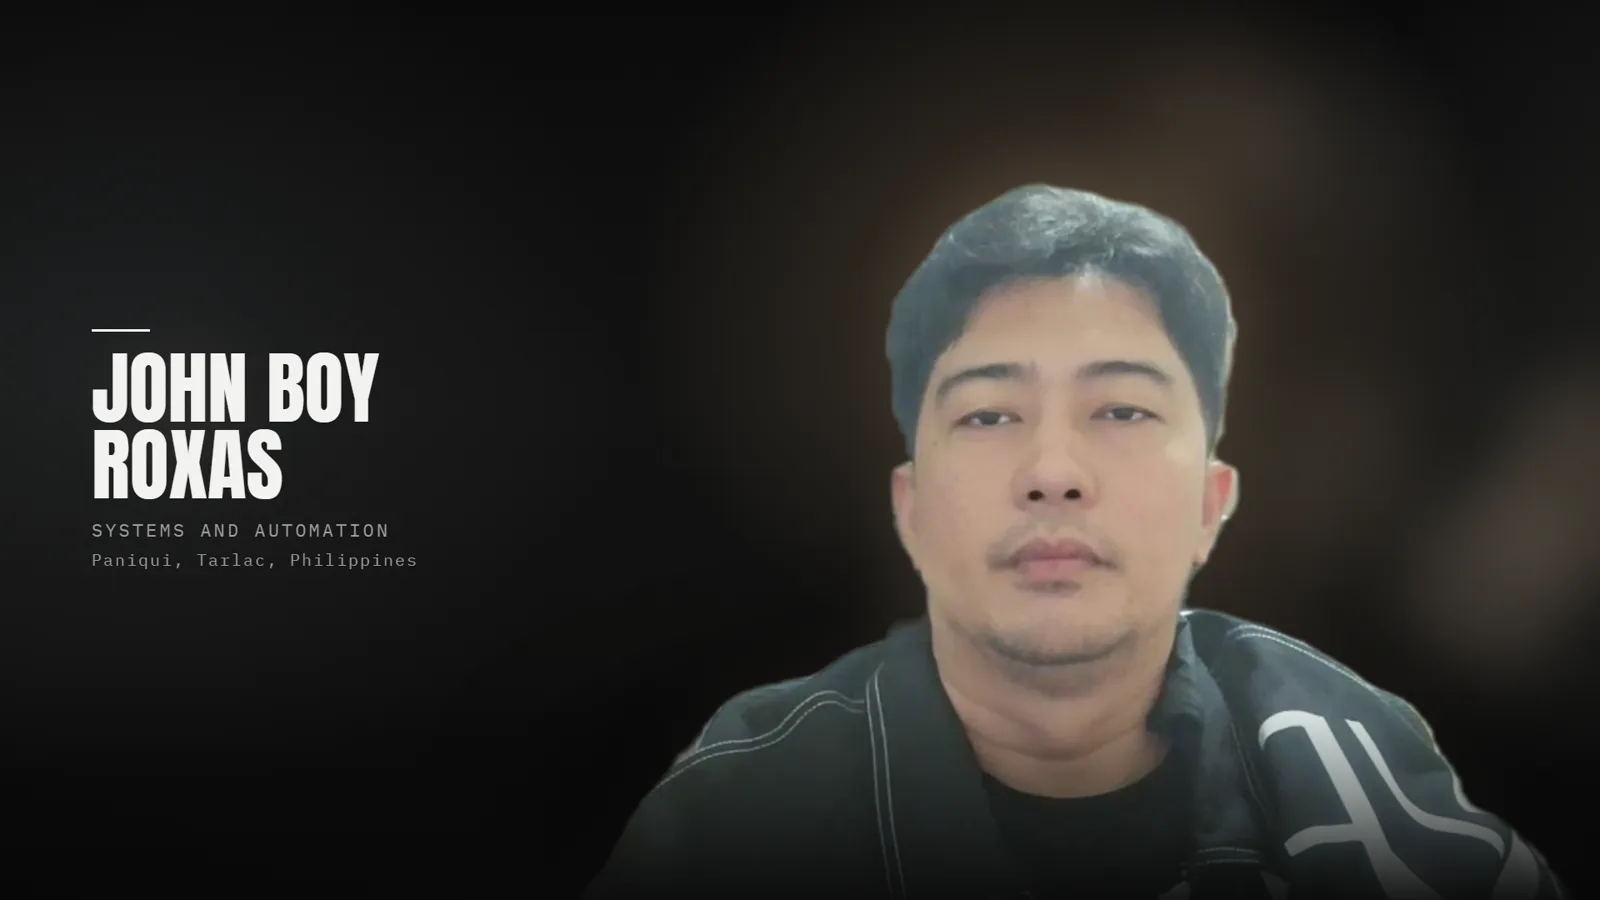 JOHN BOY
ROXAS
SYSTEMS AND AUTOMATION
Paniqui, Tarlac, Philippines